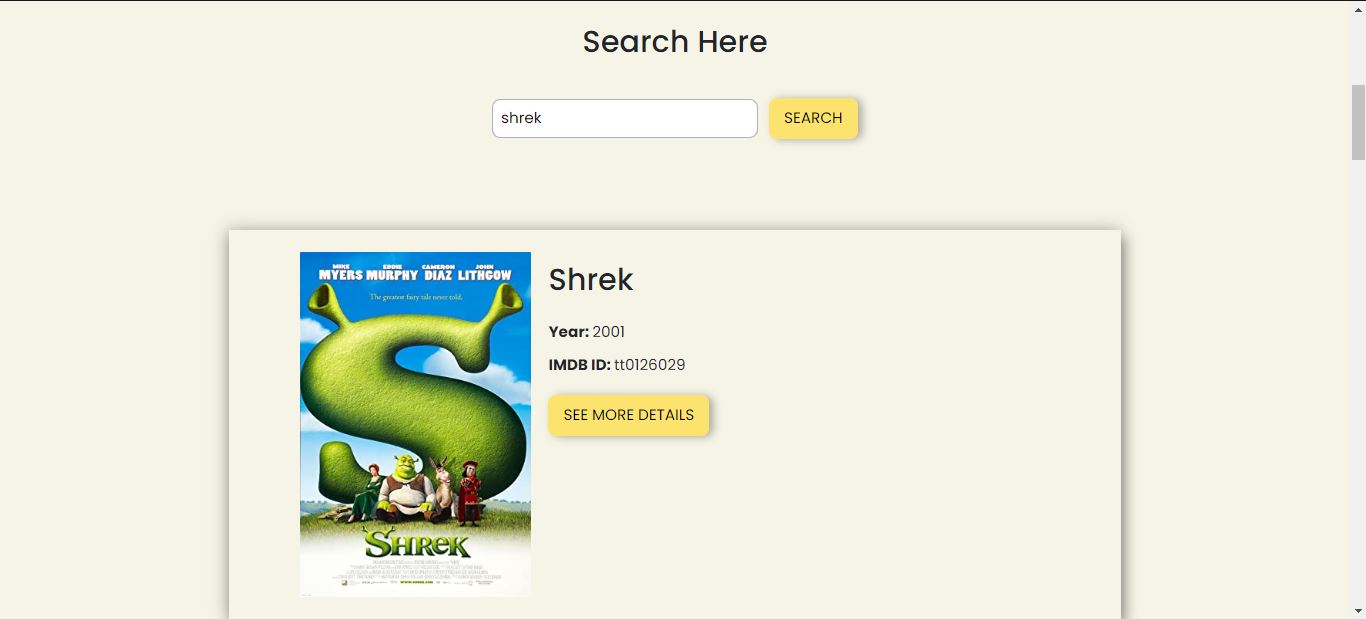 Search Here
shrek
SEARCH
MIKE EDDIE CAMERON JOHN
MYERS MURPHY DIAZ LITHGOW
The greatest fairy tale never told.
SHREK
Shrek
Year: 2001
IMDB ID: tt0126029
SEE MORE DETAILS